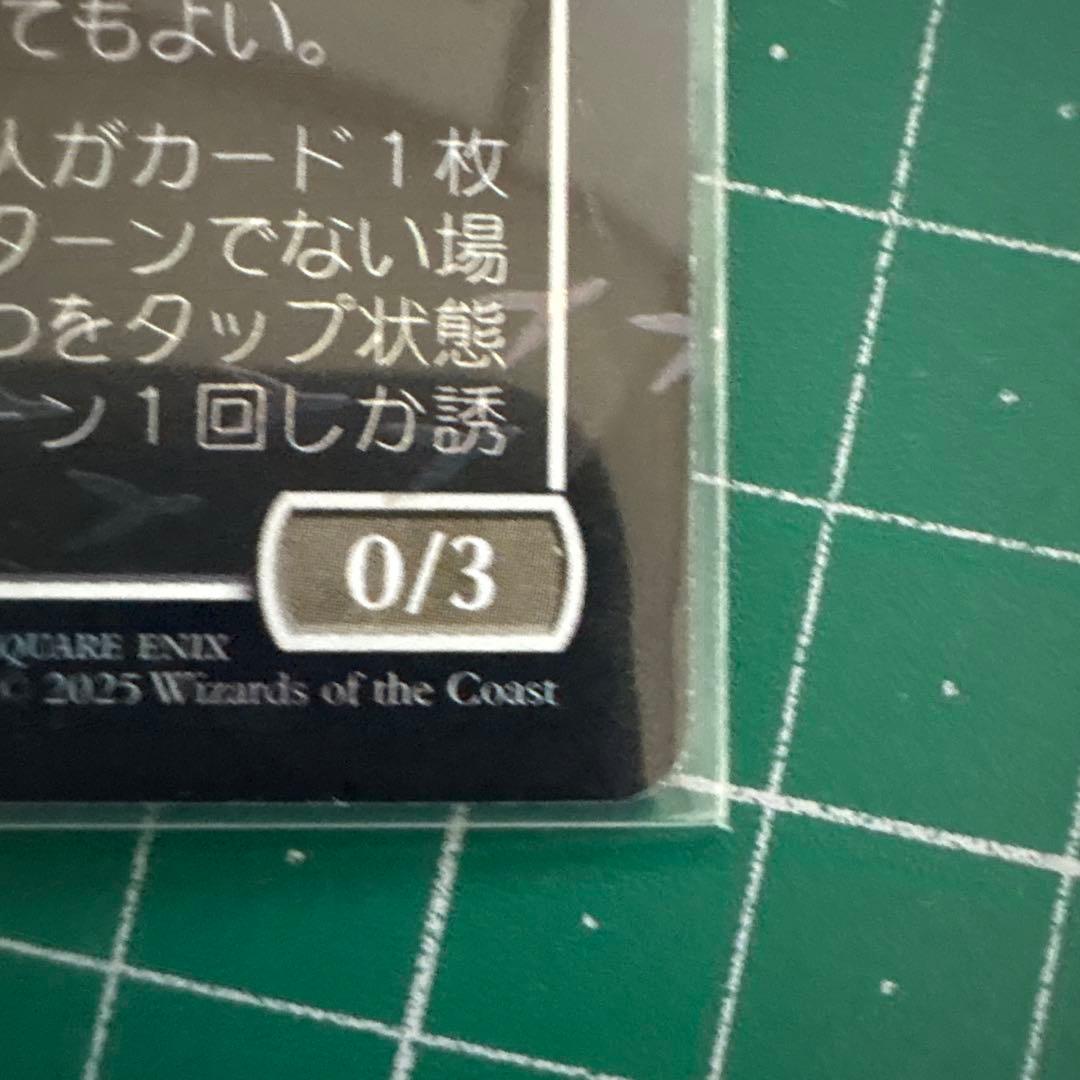 てもよい。
人がカード１枚
ターンでない場
つをタップ状態
ーン１回しか誘
0/3
SQUARE ENIX
© 2025 Wizards of the Coast